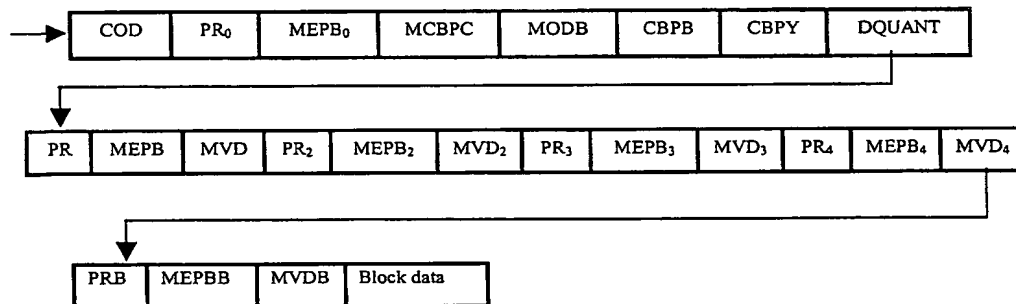 COD PR₀ MEPB₀ MCBPC MODB CBPB CBPY DQUANT
PR MEPB MVD PR₂ MEPB₂ MVD₂ PR₃ MEPB₃ MVD₃ PR₄ MEPB₄ MVD₄
PRB MEPBB MVDB Block data